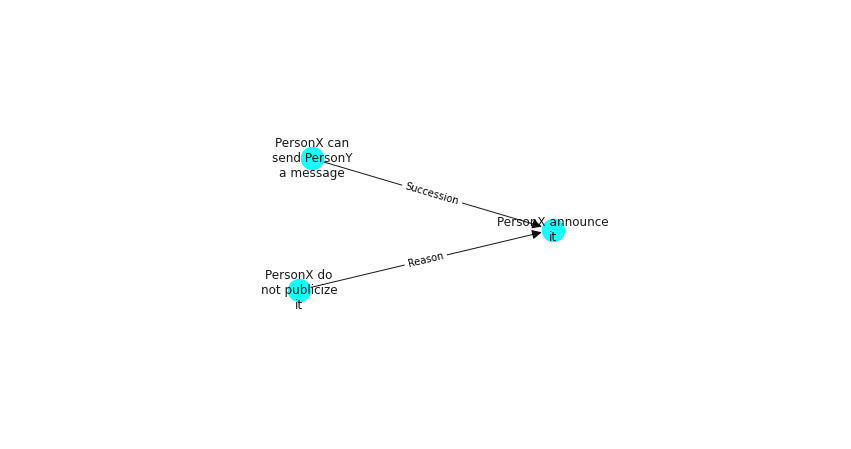 PersonX can
send PersonY
a message
Succession
PersonX announce
it
Reason
PersonX do
not publicize
it